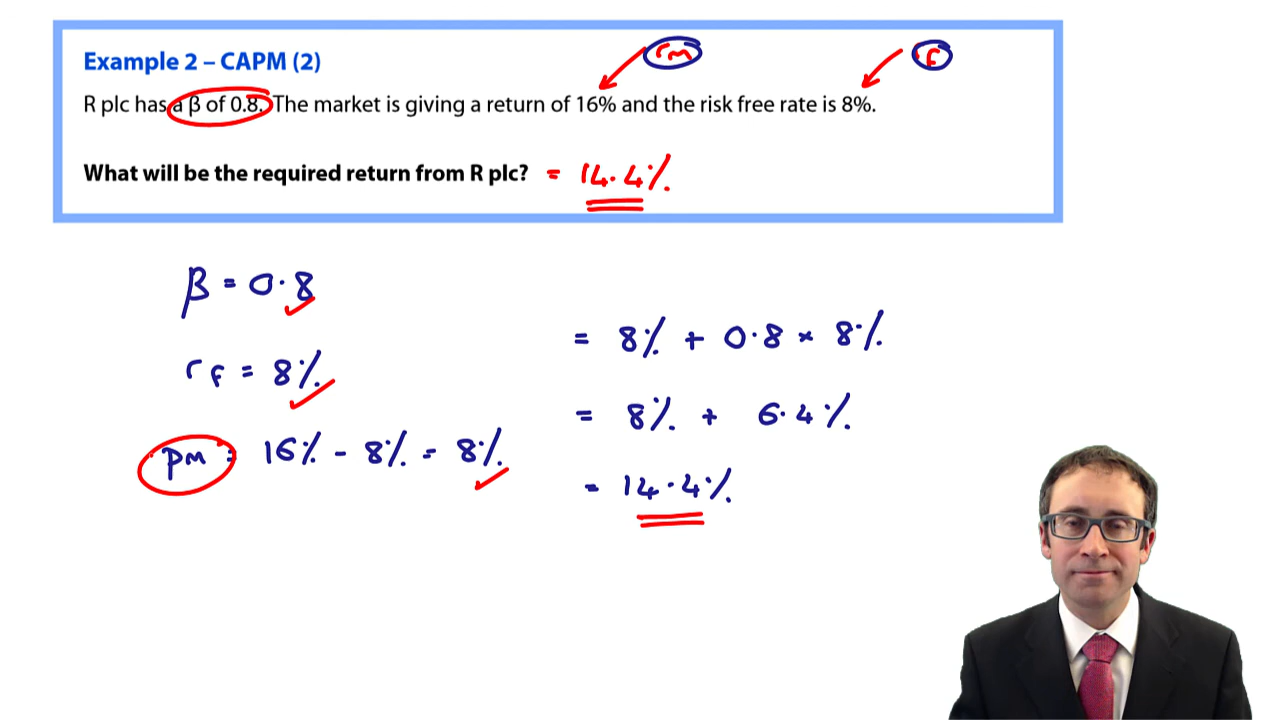 Example 2 – CAPM (2)
rm
rf
R plc has a β of 0.8. The market is giving a return of 16% and the risk free rate is 8%.
What will be the required return from R plc? = 14.4%
β = 0.8
rf = 8%
pm = 16% - 8% = 8%
= 8% + 0.8 × 8%
= 8% + 6.4%
= 14.4%